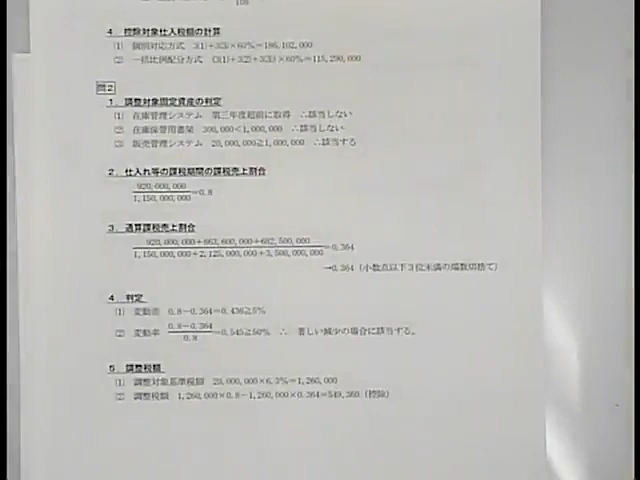 108
4．控除対象仕入税額の計算
(1) 個別対応方式　3(1)+3(3)×60%=186,102,000
(2) 一括比例配分方式　(3(1)+3(2)+3(3))×60%=115,290,000
問2
1．調整対象固定資産の判定
(1) 在庫管理システム　第三年度超前に取得　∴該当しない
(2) 在庫保管用書架　300,000<1,000,000　∴該当しない
(3) 販売管理システム　20,000,000≧1,000,000　∴該当する
2．仕入れ等の課税期間の課税売上割合
920,000,000
1,150,000,000 =0.8
3．通算課税売上割合
920,000,000+663,600,000+682,500,000
1,150,000,000+2,125,000,000+3,500,000,000 =0.364
→0.364（小数点以下3位未満の端数切捨て）
4．判定
(1) 変動差　0.8-0.364=0.436≧5%
(2) 変動率　0.8-0.364
0.8 =0.545≧50%　∴　著しい減少の場合に該当する。
5．調整税額
(1) 調整対象基準税額　20,000,000×6.3%=1,260,000
(2) 調整税額　1,260,000×0.8-1,260,000×0.364=549,360（控除）